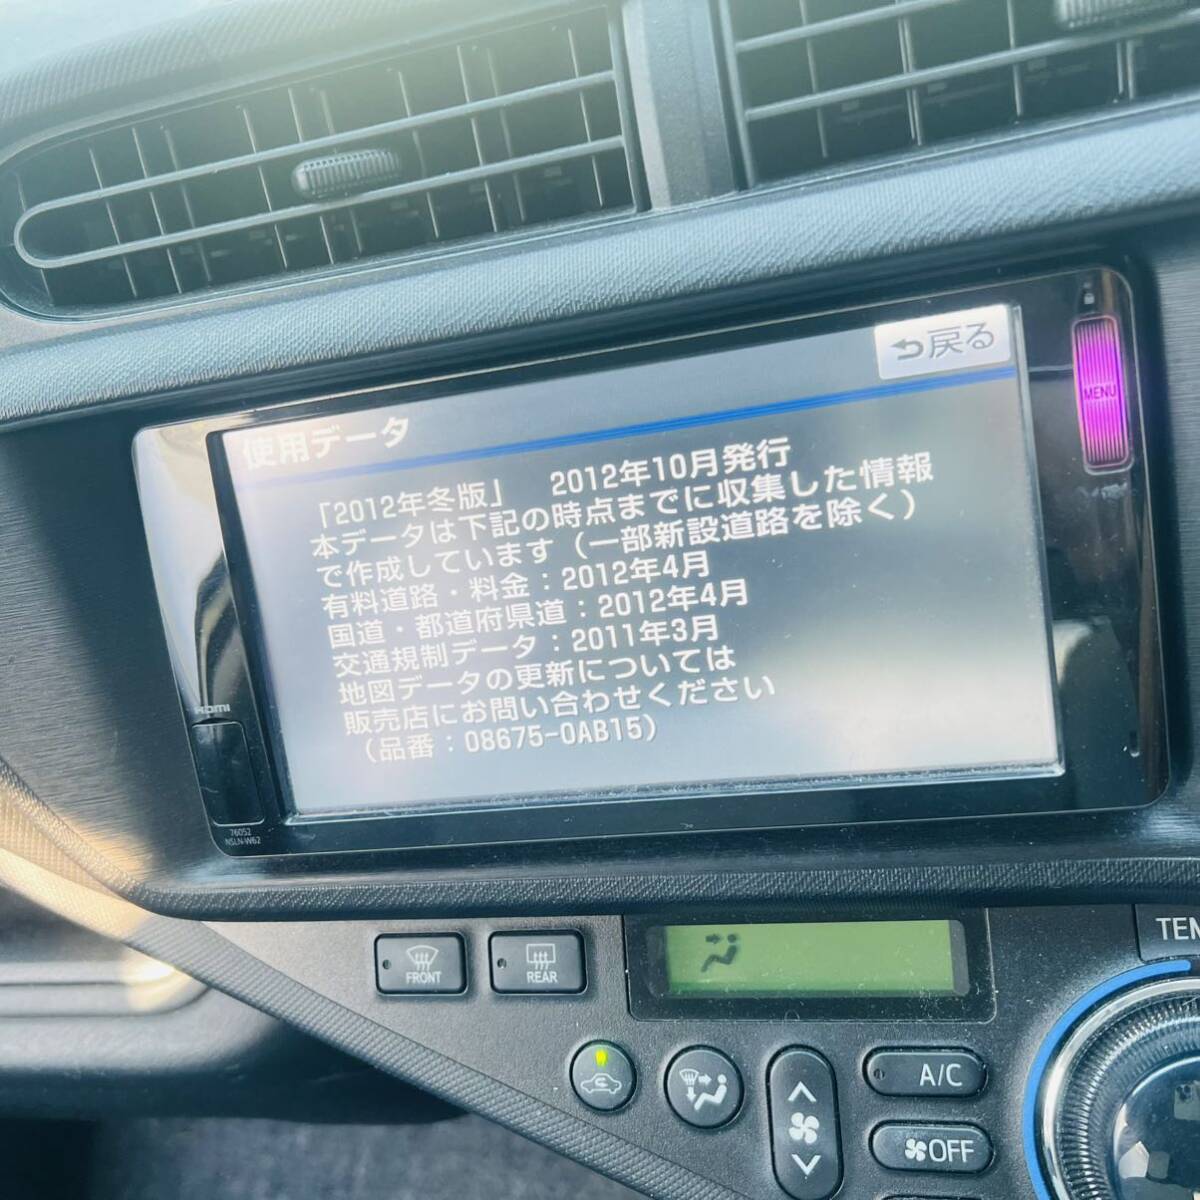 戻る
MENU
使用データ
「2012年冬版」 2012年10月発行
本データは下記の時点までに収集した情報
で作成しています（一部新設道路を除く）
有料道路・料金：2012年4月
国道・都道府県道：2012年4月
交通規制データ：2011年3月
地図データの更新については
販売店にお問い合わせください
（品番：08675-0AB15）
HDMI
76052
NSLN-W62
FRONT
REAR
TEM
A/C
OFF